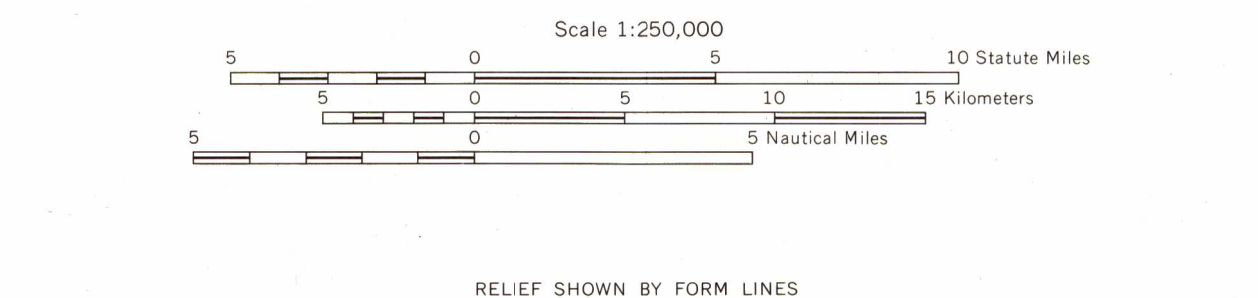 Scale 1:250,000
5 0 5 10 Statute Miles
5 0 5 10 15 Kilometers
5 0 5 Nautical Miles
RELIEF SHOWN BY FORM LINES